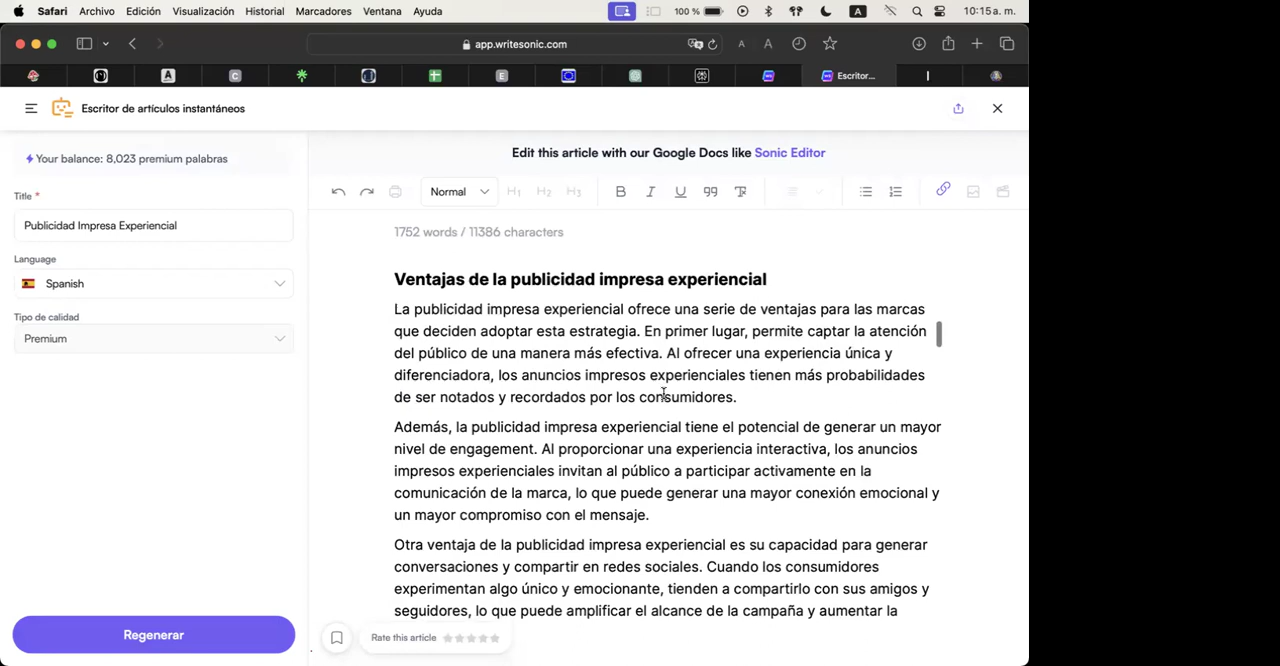 Safari Archivo Edición Visualización Historial Marcadores Ventana Ayuda 100 % A 10:15 a. m.
app.writesonic.com A A
A C E Escritor...
Escritor de artículos instantáneos
Your balance: 8,023 premium palabras
Edit this article with our Google Docs like Sonic Editor
Title *
Normal H1 H2 H3 B I U
Publicidad Impresa Experiencial
1752 words / 11386 characters
Language
Spanish
Tipo de calidad
Premium
Ventajas de la publicidad impresa experiencial
La publicidad impresa experiencial ofrece una serie de ventajas para las marcas
que deciden adoptar esta estrategia. En primer lugar, permite captar la atención
del público de una manera más efectiva. Al ofrecer una experiencia única y
diferenciadora, los anuncios impresos experienciales tienen más probabilidades
de ser notados y recordados por los consumidores.
Además, la publicidad impresa experiencial tiene el potencial de generar un mayor
nivel de engagement. Al proporcionar una experiencia interactiva, los anuncios
impresos experienciales invitan al público a participar activamente en la
comunicación de la marca, lo que puede generar una mayor conexión emocional y
un mayor compromiso con el mensaje.
Otra ventaja de la publicidad impresa experiencial es su capacidad para generar
conversaciones y compartir en redes sociales. Cuando los consumidores
experimentan algo único y emocionante, tienden a compartirlo con sus amigos y
seguidores, lo que puede amplificar el alcance de la campaña y aumentar la
Regenerar
Rate this article